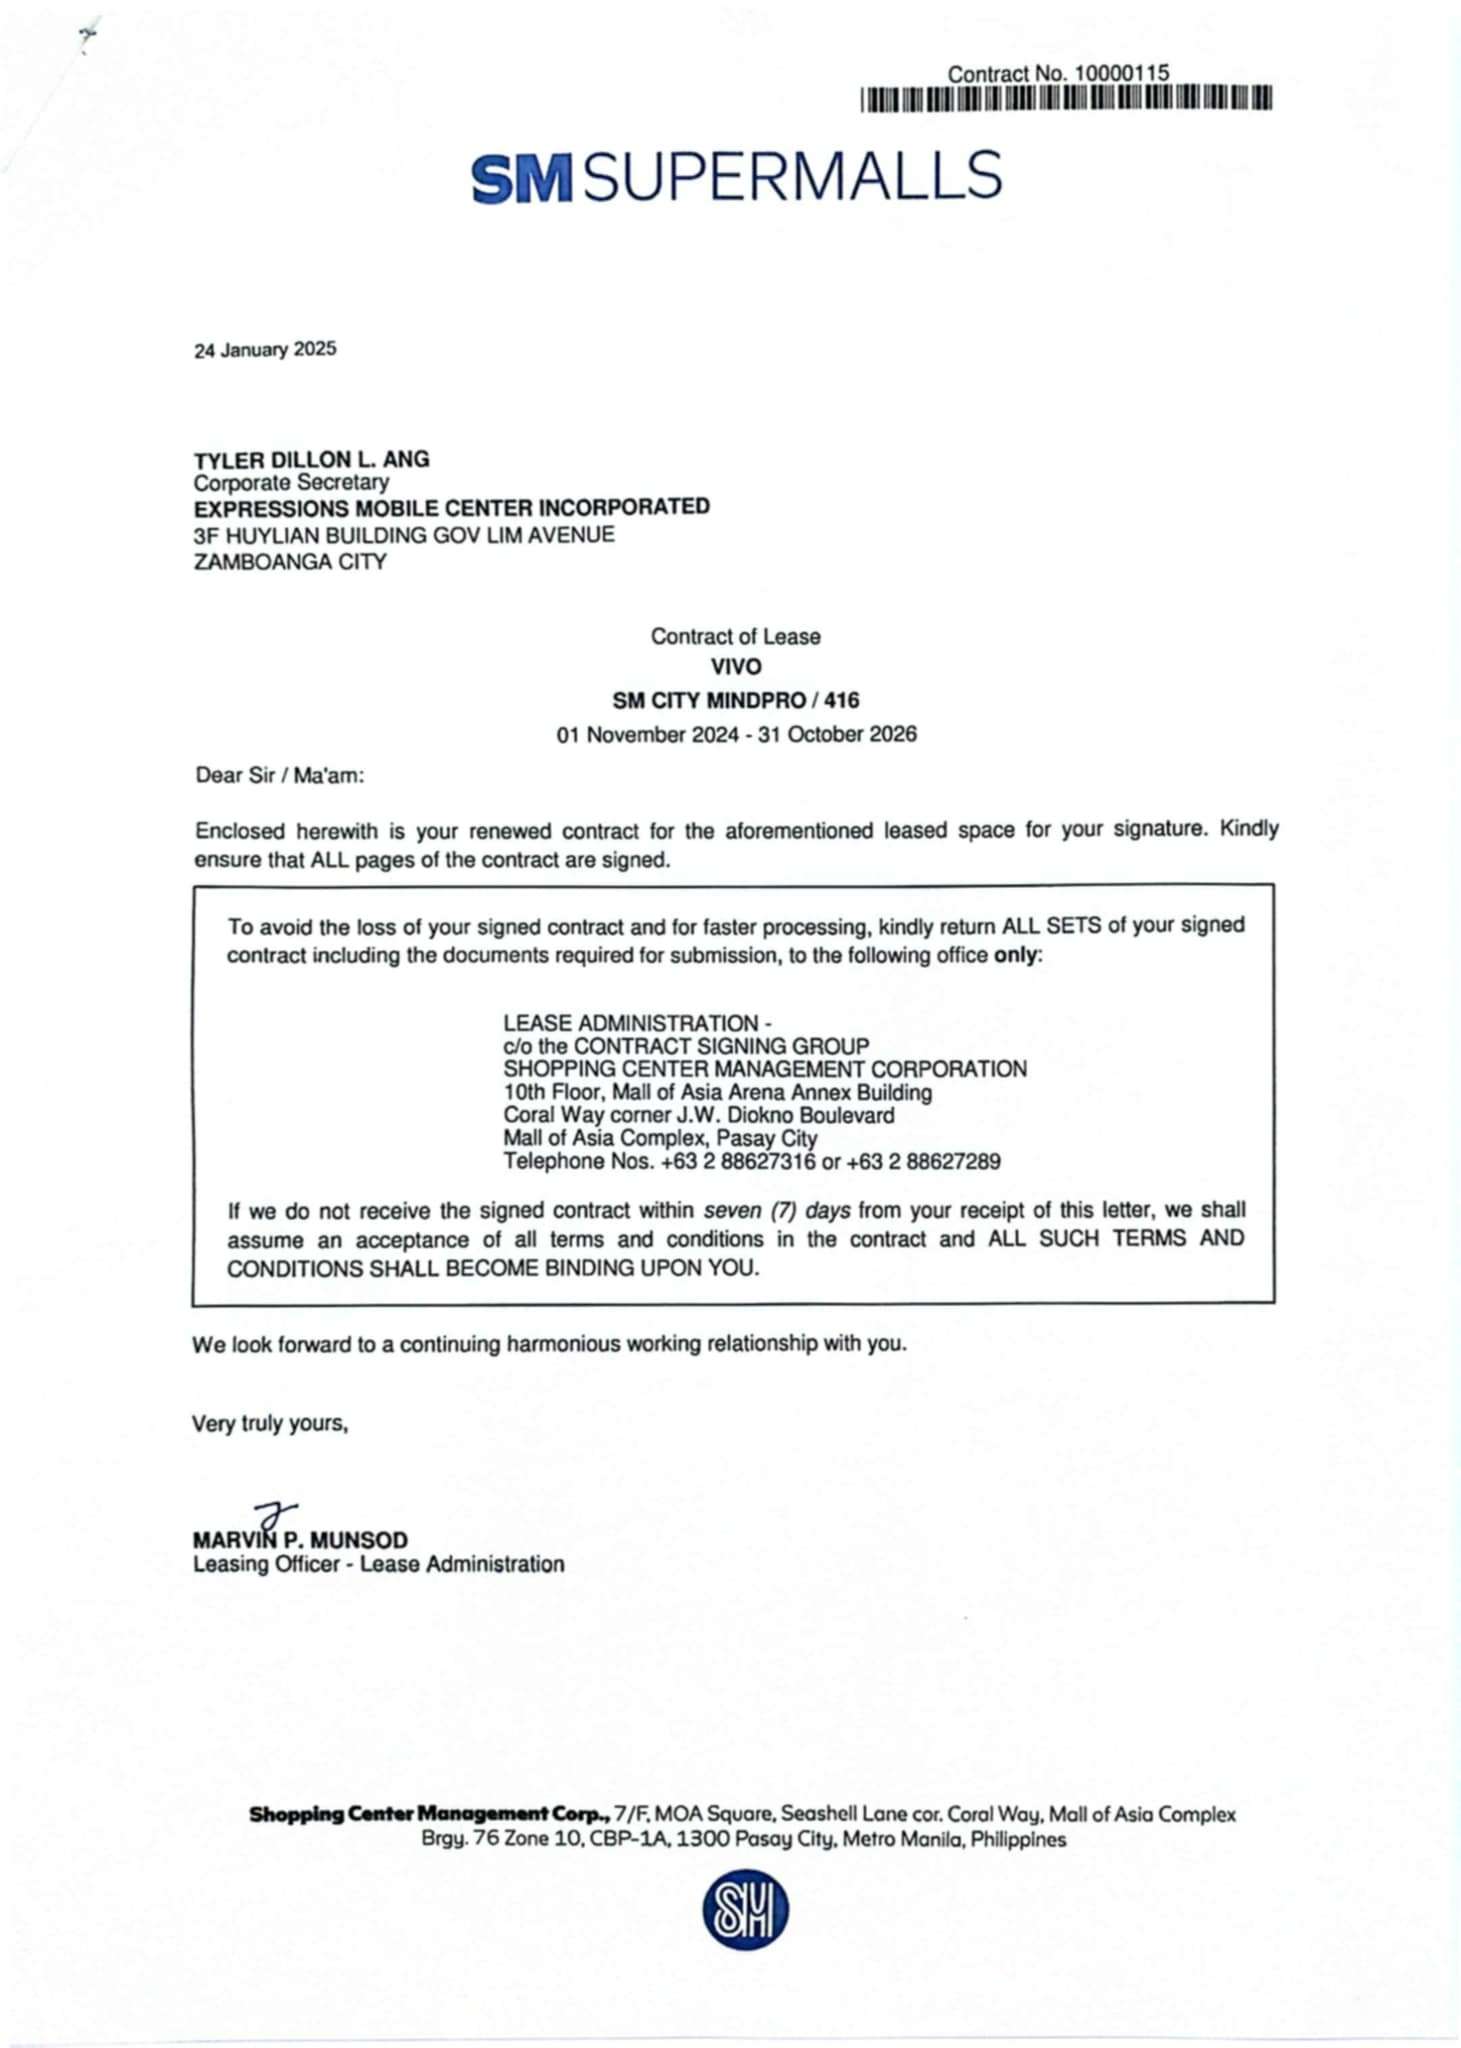 Contract No. 10000115
SM SUPERMALLS
24 January 2025
TYLER DILLON L. ANG
Corporate Secretary
EXPRESSIONS MOBILE CENTER INCORPORATED
3F HUYLIAN BUILDING GOV LIM AVENUE
ZAMBOANGA CITY
Contract of Lease
VIVO
SM CITY MINDPRO / 416
01 November 2024 - 31 October 2026
Dear Sir / Ma'am:
Enclosed herewith is your renewed contract for the aforementioned leased space for your signature. Kindly
ensure that ALL pages of the contract are signed.
To avoid the loss of your signed contract and for faster processing, kindly return ALL SETS of your signed
contract including the documents required for submission, to the following office only:
LEASE ADMINISTRATION -
c/o the CONTRACT SIGNING GROUP
SHOPPING CENTER MANAGEMENT CORPORATION
10th Floor, Mall of Asia Arena Annex Building
Coral Way corner J.W. Diokno Boulevard
Mall of Asia Complex, Pasay City
Telephone Nos. +63 2 88627316 or +63 2 88627289
If we do not receive the signed contract within seven (7) days from your receipt of this letter, we shall
assume an acceptance of all terms and conditions in the contract and ALL SUCH TERMS AND
CONDITIONS SHALL BECOME BINDING UPON YOU.
We look forward to a continuing harmonious working relationship with you.
Very truly yours,
MARVIN P. MUNSOD
Leasing Officer - Lease Administration
Shopping Center Management Corp., 7/F, MOA Square, Seashell Lane cor. Coral Way, Mall of Asia Complex
Brgy. 76 Zone 10, CBP-1A, 1300 Pasay City, Metro Manila, Philippines
SM